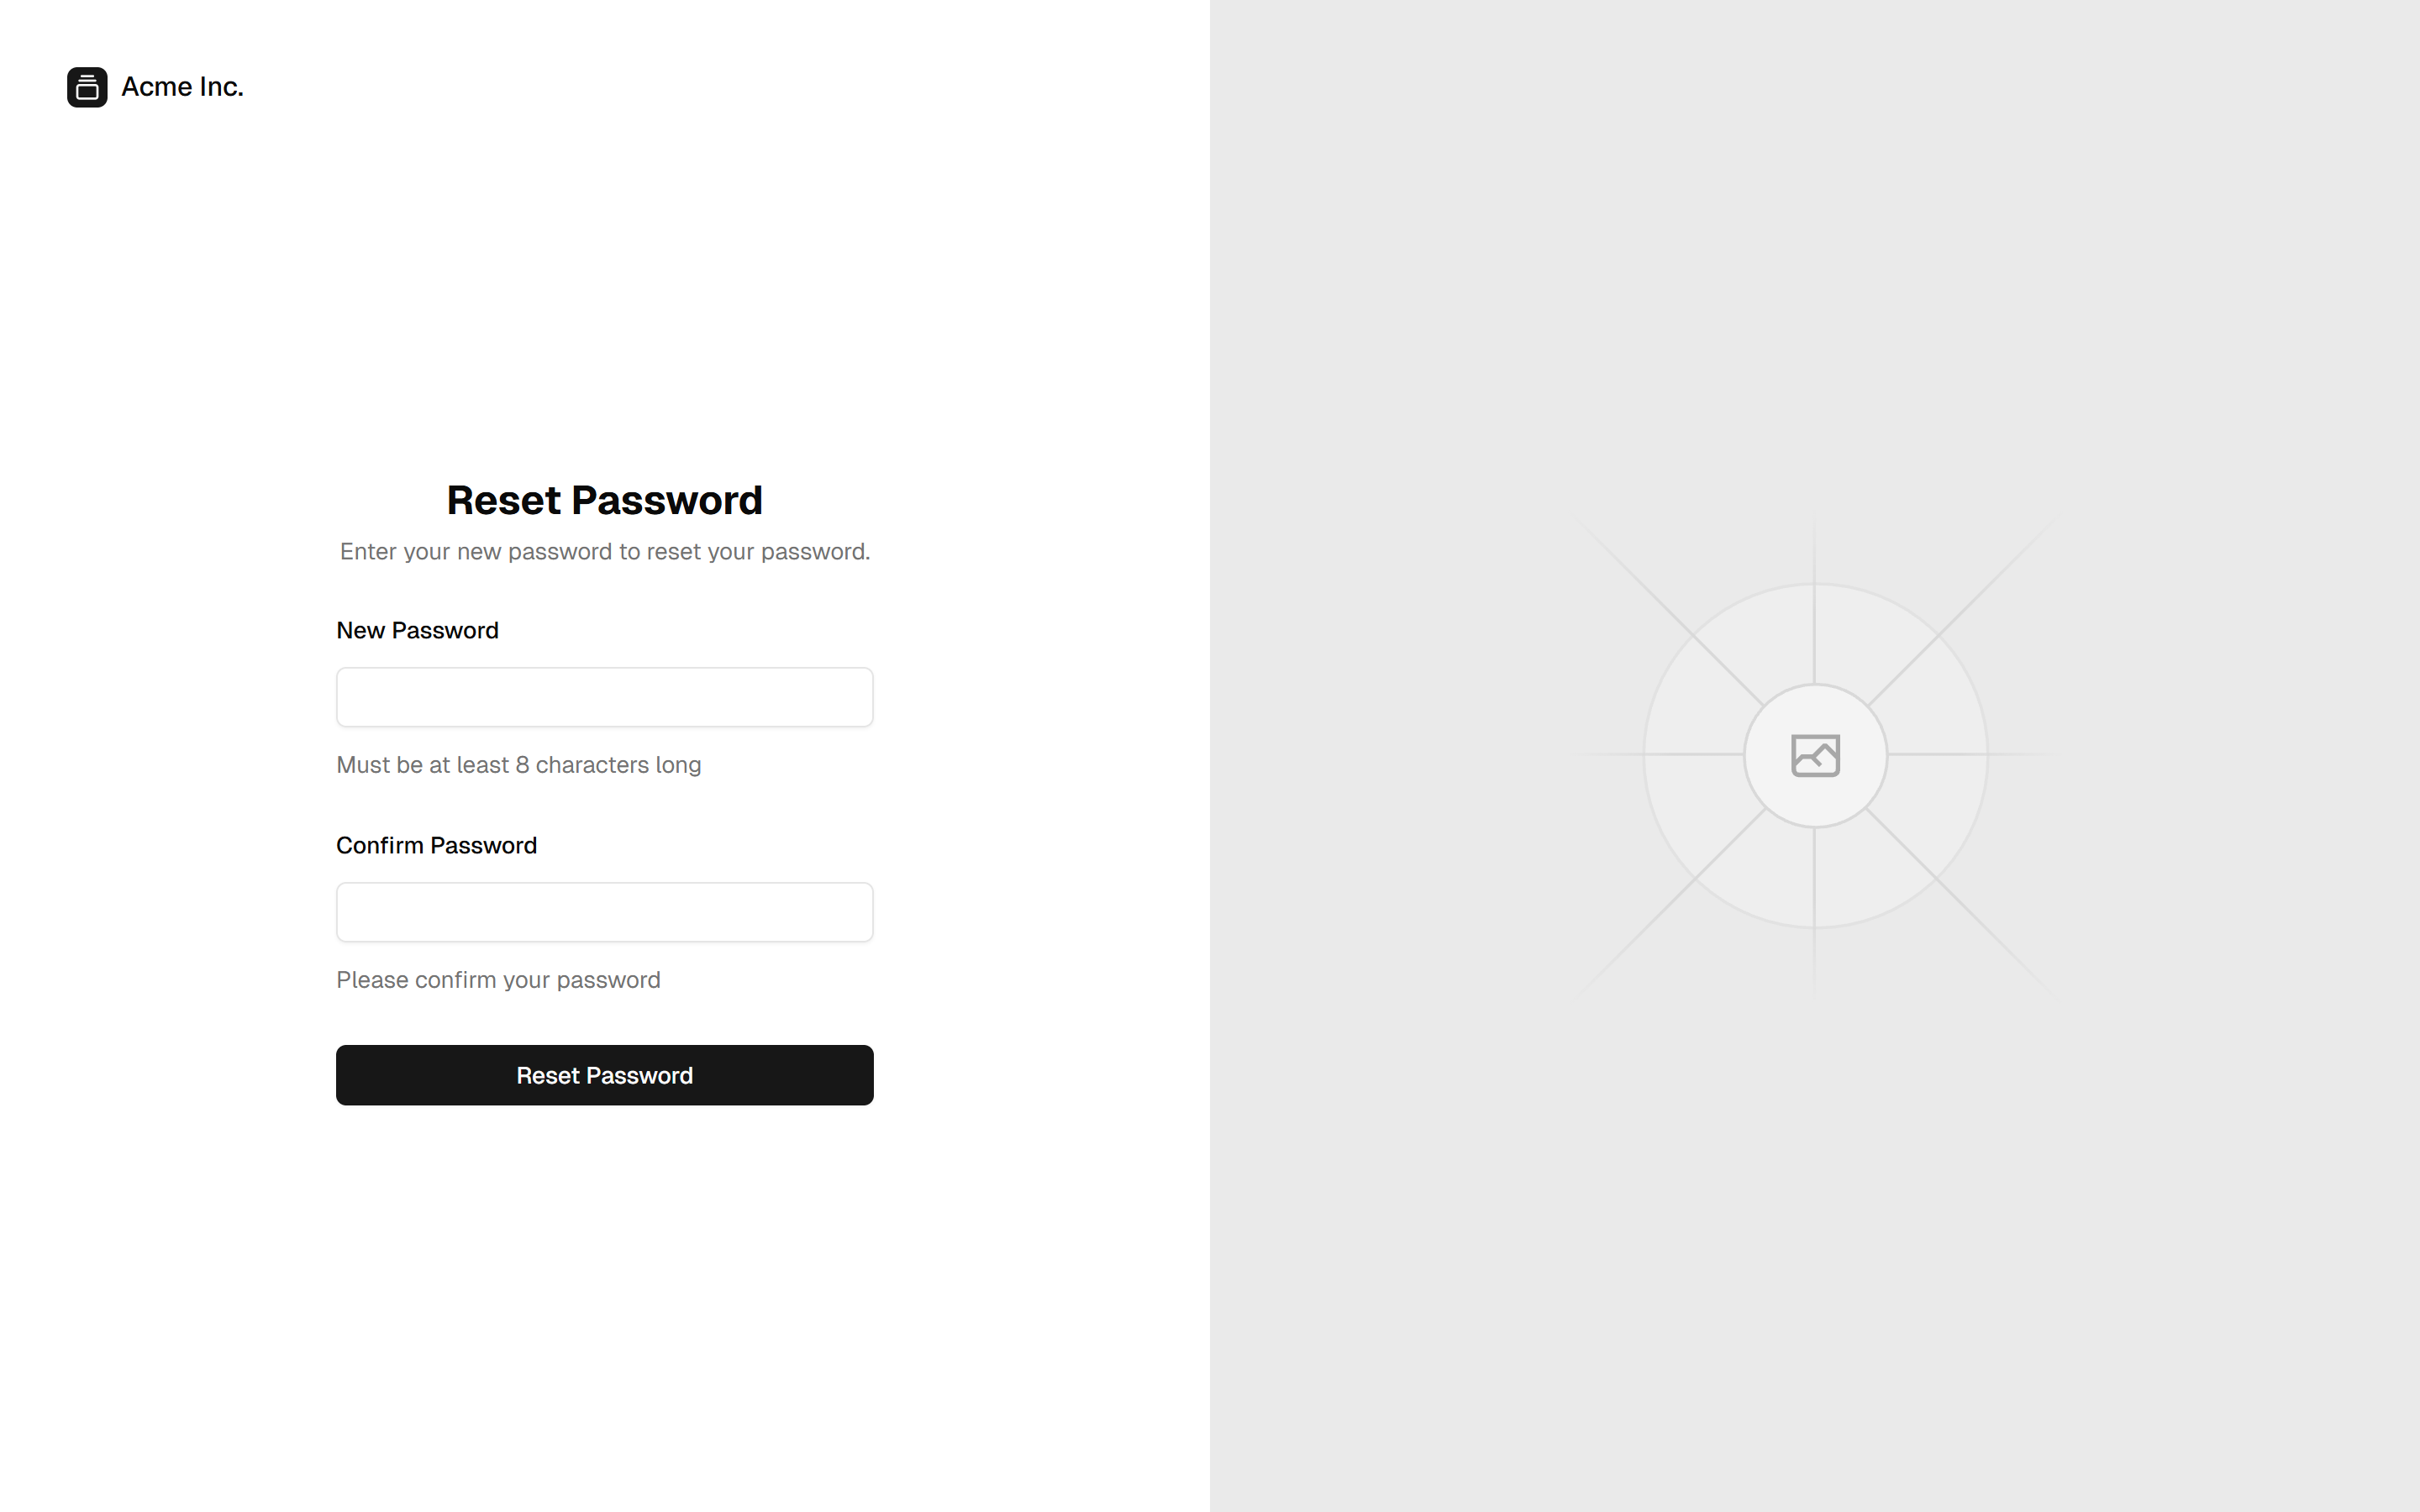 Acme Inc.
Reset Password
Enter your new password to reset your password.
New Password
Must be at least 8 characters long
Confirm Password
Please confirm your password
Reset Password